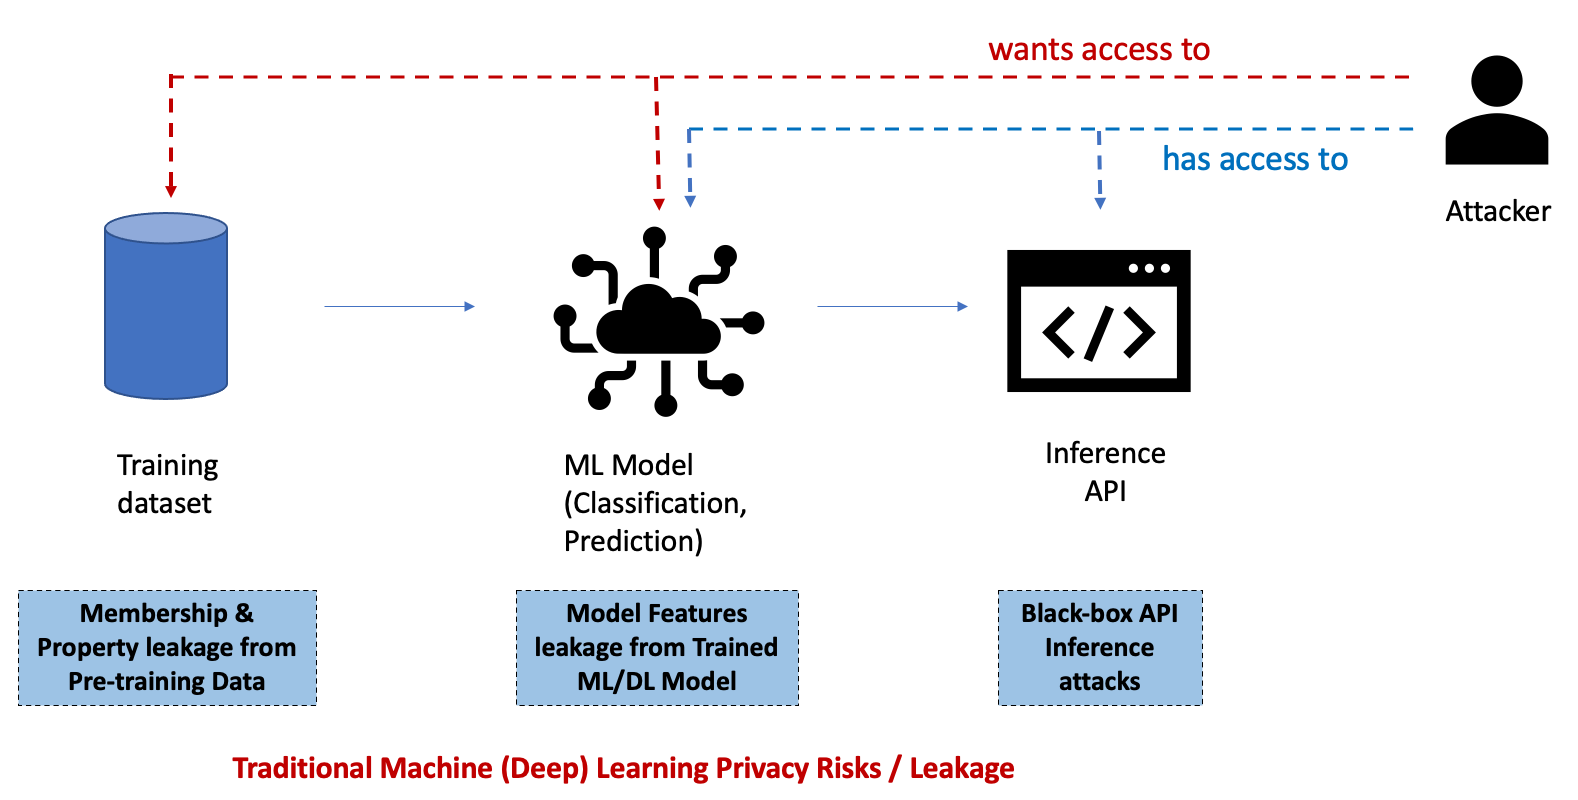 wants access to
has access to
Attacker
</>
Training
dataset
ML Model
(Classification,
Prediction)
Inference
API
Membership &
Property leakage from
Pre-training Data
Model Features
leakage from Trained
ML/DL Model
Black-box API
Inference
attacks
Traditional Machine (Deep) Learning Privacy Risks / Leakage